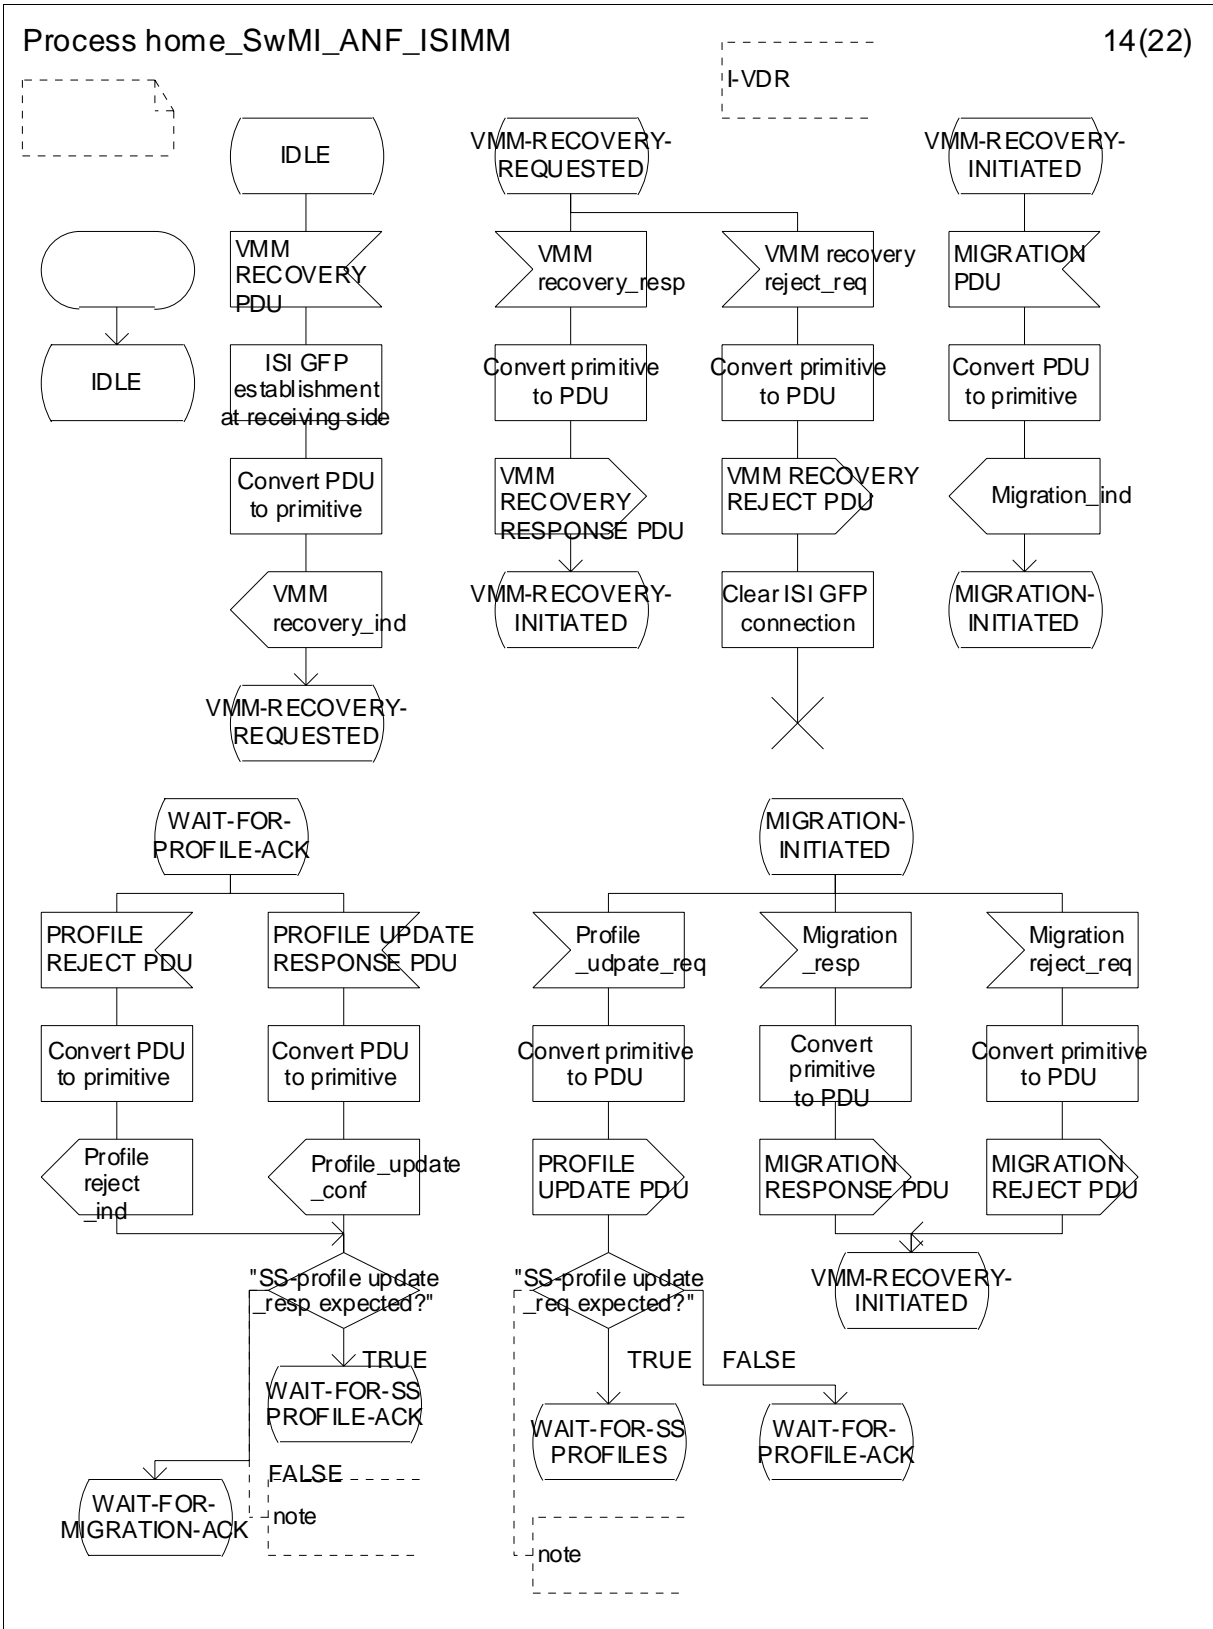 Process home_SwMI_ANF_ISIMM
14(22)
I-VDR
IDLE
VMM-RECOVERY-
REQUESTED
VMM-RECOVERY-
INITIATED
VMM
RECOVERY
PDU
VMM
recovery_resp
VMM recovery
reject_req
MIGRATION
PDU
IDLE
ISI GFP
establishment
at receiving side
Convert primitive
to PDU
Convert primitive
to PDU
Convert PDU
to primitive
Convert PDU
to primitive
VMM
RECOVERY
RESPONSE PDU
VMM RECOVERY
REJECT PDU
Migration_ind
VMM
recovery_ind
VMM-RECOVERY-
INITIATED
Clear ISI GFP
connection
MIGRATION-
INITIATED
VMM-RECOVERY-
REQUESTED
WAIT-FOR-
PROFILE-ACK
MIGRATION-
INITIATED
PROFILE
REJECT PDU
PROFILE UPDATE
RESPONSE PDU
Profile
_udpate_req
Migration
_resp
Migration
reject_req
Convert PDU
to primitive
Convert PDU
to primitive
Convert primitive
to PDU
Convert
primitive
to PDU
Convert primitive
to PDU
Profile
reject
_ind
Profile_update
_conf
PROFILE
UPDATE PDU
MIGRATION
RESPONSE PDU
MIGRATION
REJECT PDU
"SS-profile update
_resp expected?"
"SS-profile update
_req expected?"
VMM-RECOVERY-
INITIATED
TRUE
TRUE
FALSE
WAIT-FOR-SS
PROFILE-ACK
WAIT-FOR-SS
PROFILES
WAIT-FOR-
PROFILE-ACK
FALSE
WAIT-FOR-
MIGRATION-ACK
note
note